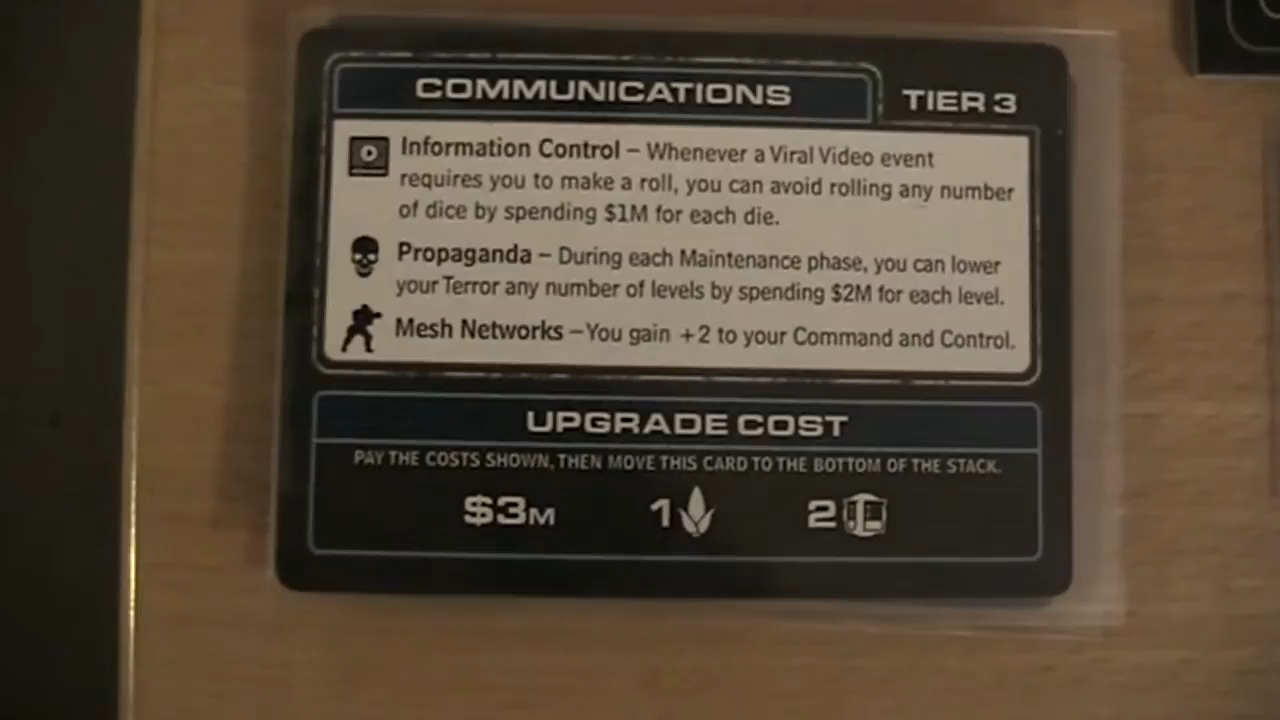 COMMUNICATIONS
TIER 3
Information Control – Whenever a Viral Video event
requires you to make a roll, you can avoid rolling any number
of dice by spending $1M for each die.
Propaganda – During each Maintenance phase, you can lower
your Terror any number of levels by spending $2M for each level.
Mesh Networks – You gain +2 to your Command and Control.
UPGRADE COST
PAY THE COSTS SHOWN, THEN MOVE THIS CARD TO THE BOTTOM OF THE STACK.
$3M 1 2